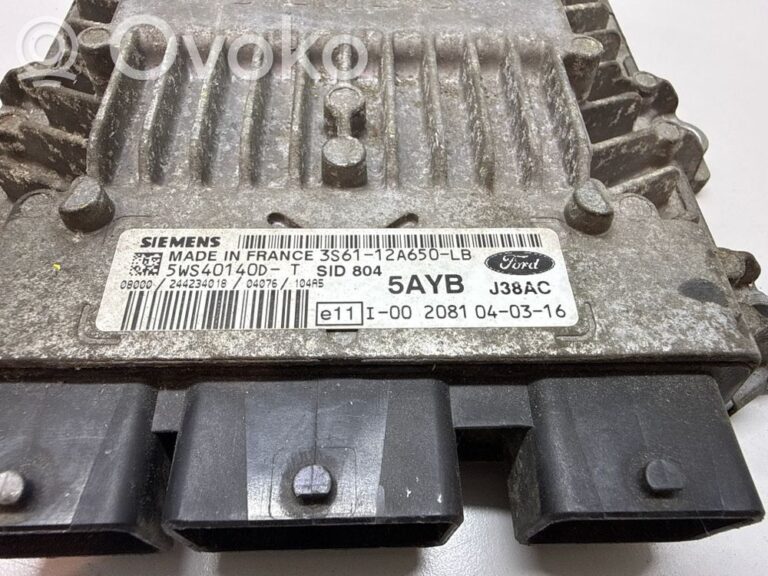 Ovoko
SIEMENS
MADE IN FRANCE 3S61-12A650-LB
5WS40140D- T SID 804
08000 / 244234018 / 04076 / 104A5
5AYB
Ford
J38AC
e11 I-00 2081 04-03-16